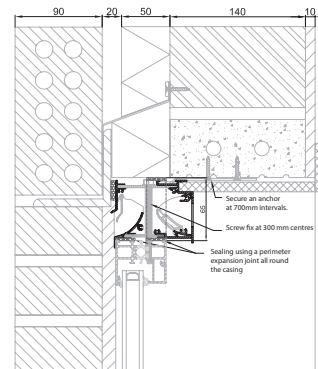 90 20 50 140 10
Secure an anchor
at 700mm intervals.
65
Screw fix at 300 mm centres
Sealing using a perimeter
expansion joint all round
the casing